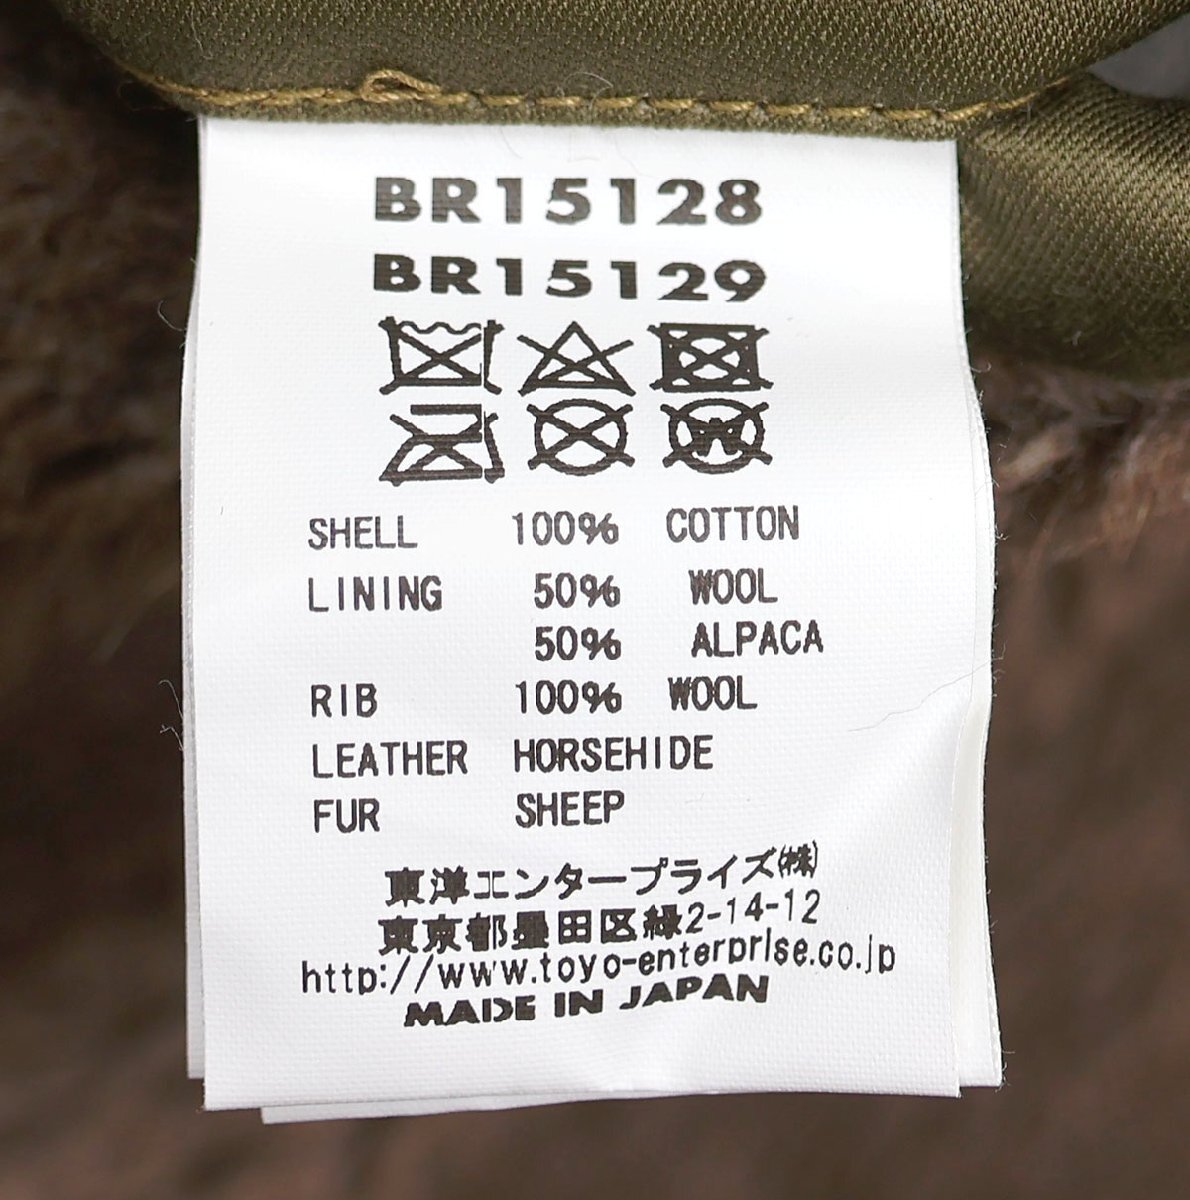 BR15128
BR15129
SHELL 100% COTTON
LINING 50% WOOL
50% ALPACA
RIB 100% WOOL
LEATHER HORSEHIDE
FUR SHEEP
東洋エンタープライズ㈱
東京都墨田区緑2-14-12
http://www.toyo-enterprise.co.jp
MADE IN JAPAN